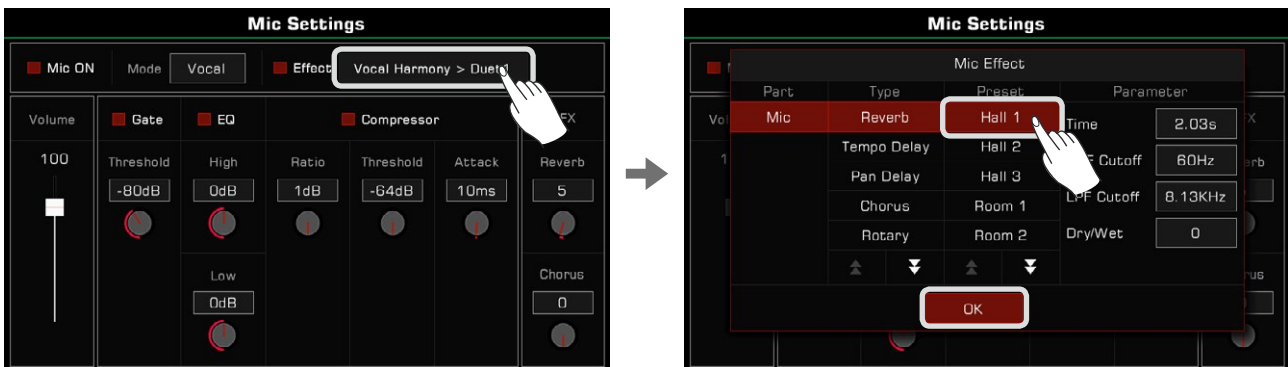 Mic Settings
Mic ON Mode Vocal Effect Vocal Harmony > Duet 1
Volume Gate EQ Compressor FX
100 Threshold High Ratio Threshold Attack Reverb
-80dB 0dB 1dB -64dB 10ms 5
Low Chorus
0dB 0
Mic Settings
Mic Effect
Part Type Preset Parameter
Mic Reverb Hall 1 Time 2.03s
Tempo Delay Hall 2 Cutoff 60Hz
Pan Delay Hall 3 LPF Cutoff 8.13KHz
Chorus Room 1
Rotary Room 2 Dry/Wet 0
OK